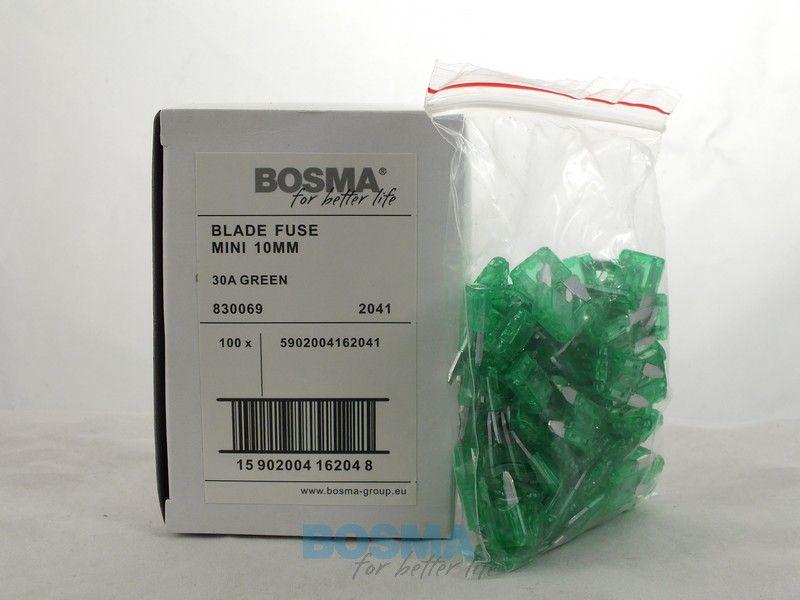 BOSMA®
for better life
BLADE FUSE
MINI 10MM
30A GREEN
830069 2041
100 x 5902004162041
15 902004 16204 8
www.bosma-group.eu
BOSMA
for better life